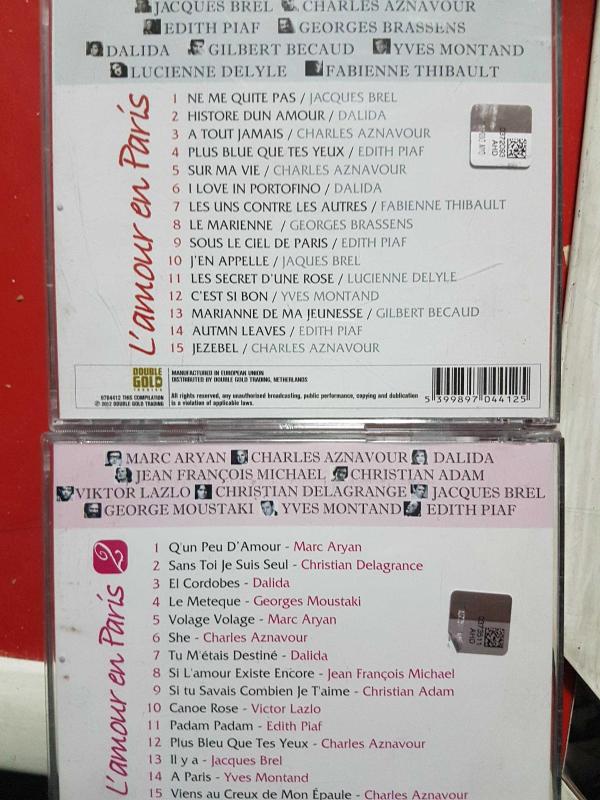 JACQUES BREL CHARLES AZNAVOUR
EDITH PIAF GEORGES BRASSENS
DALIDA GILBERT BECAUD YVES MONTAND
LUCIENNE DELYLE FABIENNE THIBAULT
L'amour en Paris
1 NE ME QUITE PAS / JACQUES BREL
2 HISTORE DUN AMOUR / DALIDA
3 A TOUT JAMAIS / CHARLES AZNAVOUR
4 PLUS BLUE QUE TES YEUX / EDITH PIAF
5 SUR MA VIE / CHARLES AZNAVOUR
6 I LOVE IN PORTOFINO / DALIDA
7 LES UNS CONTRE LES AUTRES / FABIENNE THIBAULT
8 LE MARIENNE / GEORGES BRASSENS
9 SOUS LE CIEL DE PARIS / EDITH PIAF
10 J'EN APPELLE / JAQUES BREL
11 LES SECRET D'UNE ROSE / LUCIENNE DELYLE
12 C'EST SI BON / YVES MONTAND
13 MARIANNE DE MA JEUNESSE / GILBERT BECAUD
14 AUTMN LEAVES / EDITH PIAF
15 JEZEBEL / CHARLES AZNAVOUR
DOUBLE GOLD TRADING
MANUFACTURED IN EUROPEAN UNION
DISTRIBUTED BY DOUBLE GOLD TRADING, NETHERLANDS
THIS COMPILATION
DOUBLE GOLD TRADING
All rights reserved, any unauthorised broadcasting, public performance, copying and dublication
is a violation of applicable laws.
5 399897 044125
MARC ARYAN CHARLES AZNAVOUR DALIDA
JEAN FRANÇOIS MICHAEL CHRISTIAN ADAM
VIKTOR LAZLO CHRISTIAN DELAGRANGE JACQUES BREL
GEORGE MOUSTAKI YVES MONTAND EDITH PIAF
L'amour en Paris 2
1 Q'un Peu D'Amour - Marc Aryan
2 Sans Toi Je Suis Seul - Christian Delagrance
3 El Cordobes - Dalida
4 Le Meteque - Georges Moustaki
5 Volage Volage - Marc Aryan
6 She - Charles Aznavour
7 Tu M'étais Destiné - Dalida
8 Si L'amour Existe Encore - Jean François Michael
9 Si tu Savais Combien Je T'aime - Christian Adam
10 Canoe Rose - Victor Lazlo
11 Padam Padam - Edith Piaf
12 Plus Bleu Que Tes Yeux - Charles Aznavour
13 Il y a - Jacques Brel
14 A Paris - Yves Montand
15 Viens au Creux de Mon Épaule - Charles Aznavour